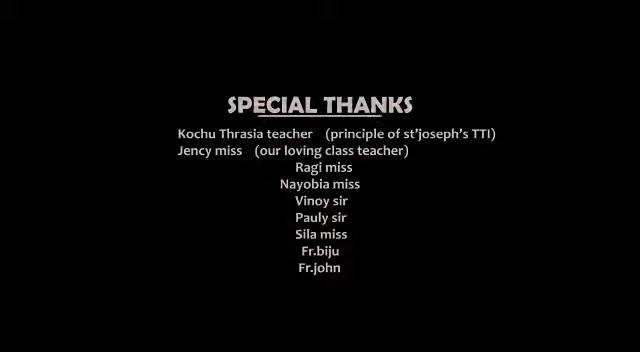 SPECIAL THANKS
Kochu Thrasia teacher (principle of st'joseph's TTI)
Jency miss (our loving class teacher)
Ragi miss
Nayobia miss
Vinoy sir
Pauly sir
Sila miss
Fr.biju
Fr.john